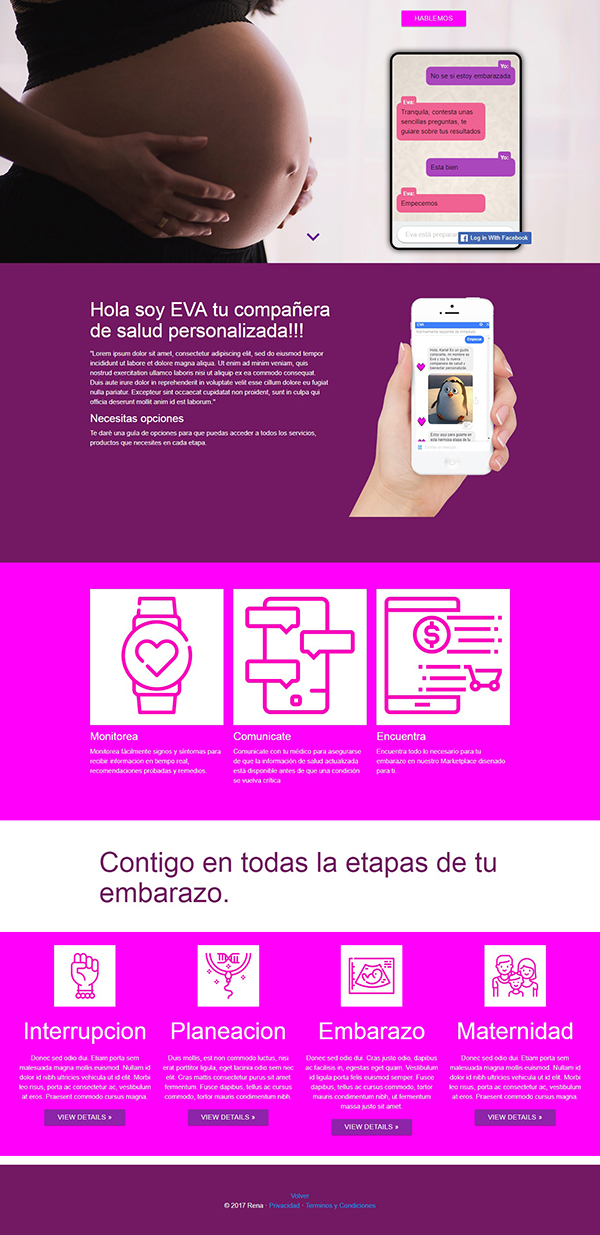 HABLEMOS
Yo:
No se si estoy embarazada
Eva:
Tranquila, contesta unas
sencillas preguntas, te
guiare sobre tus resultados
Yo:
Esta bien
Eva:
Empecemos
Eva está preparan
Log in With Facebook
Hola soy EVA tu compañera
de salud personalizada!!!
"Lorem ipsum dolor sit amet, consectetur adipiscing elit, sed do eiusmod tempor
incididunt ut labore et dolore magna aliqua. Ut enim ad minim veniam, quis
nostrud exercitation ullamco laboris nisi ut aliquip ex ea commodo consequat.
Duis aute irure dolor in reprehenderit in voluptate velit esse cillum dolore eu fugiat
nulla pariatur. Excepteur sint occaecat cupidatat non proident, sunt in culpa qui
officia deserunt mollit anim id est laborum."
Necesitas opciones
Te daré una guía de opciones para que puedas acceder a todos los servicios,
productos que necesites en cada etapa.
EVA
Empezar
Hola, Karla! Es un gusto
conocerte, mi nombre es
Eva y soy tu nueva
compañera de salud y
bienestar personalizada.
Estoy aquí para guiarte en
esta hermosa etapa de tu
Monitorea
Monitorea fácilmente signos y síntomas para
recibir informacion en tiempo real,
recomendaciones probadas y remedios.
Comunicate
Comunicate con tu médico para asegurarse
de que la información de salud actualizada
está disponible antes de que una condición
se vuelva crítica
Encuentra
Encuentra todo lo necesario para tu
embarazo en nuestro Marketplace disenado
para ti.
Contigo en todas la etapas de tu
embarazo.
Interrupcion
Donec sed odio dui. Etiam porta sem
malesuada magna mollis euismod. Nullam id
dolor id nibh ultricies vehicula ut id elit. Morbi
leo risus, porta ac consectetur ac, vestibulum
at eros. Praesent commodo cursus magna.
VIEW DETAILS »
Planeacion
Duis mollis, est non commodo luctus, nisi
erat porttitor ligula, eget lacinia odio sem nec
elit. Cras mattis consectetur purus sit amet
fermentum. Fusce dapibus, tellus ac cursus
commodo, tortor mauris condimentum nibh.
VIEW DETAILS »
Embarazo
Donec sed odio dui. Cras justo odio, dapibus
ac facilisis in, egestas eget quam. Vestibulum
id ligula porta felis euismod semper. Fusce
dapibus, tellus ac cursus commodo, tortor
mauris condimentum nibh, ut fermentum
massa justo sit amet.
VIEW DETAILS »
Maternidad
Donec sed odio dui. Etiam porta sem
malesuada magna mollis euismod. Nullam id
dolor id nibh ultricies vehicula ut id elit. Morbi
leo risus, porta ac consectetur ac, vestibulum
at eros. Praesent commodo cursus magna.
VIEW DETAILS »
Volver
© 2017 Rena · Privacidad · Terminos y Condiciones